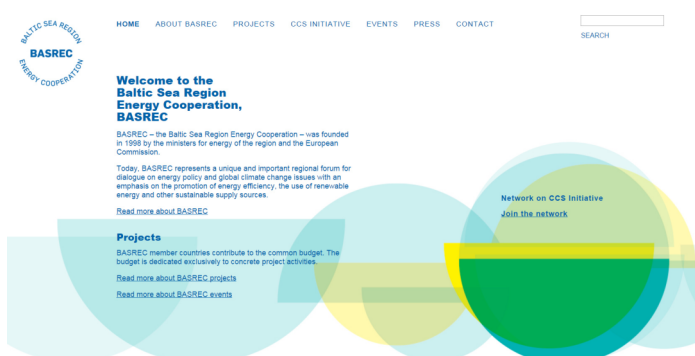 BALTIC SEA REGION
BASREC
ENERGY COOPERATION
HOME ABOUT BASREC PROJECTS CCS INITIATIVE EVENTS PRESS CONTACT
SEARCH
Welcome to the
Baltic Sea Region
Energy Cooperation,
BASREC
BASREC – the Baltic Sea Region Energy Cooperation – was founded
in 1998 by the ministers for energy of the region and the European
Commission.
Today, BASREC represents a unique and important regional forum for
dialogue on energy policy and global climate change issues with an
emphasis on the promotion of energy efficiency, the use of renewable
energy and other sustainable supply sources.
Read more about BASREC
Network on CCS Initiative
Join the network
Projects
BASREC member countries contribute to the common budget. The
budget is dedicated exclusively to concrete project activities.
Read more about BASREC projects
Read more about BASREC events